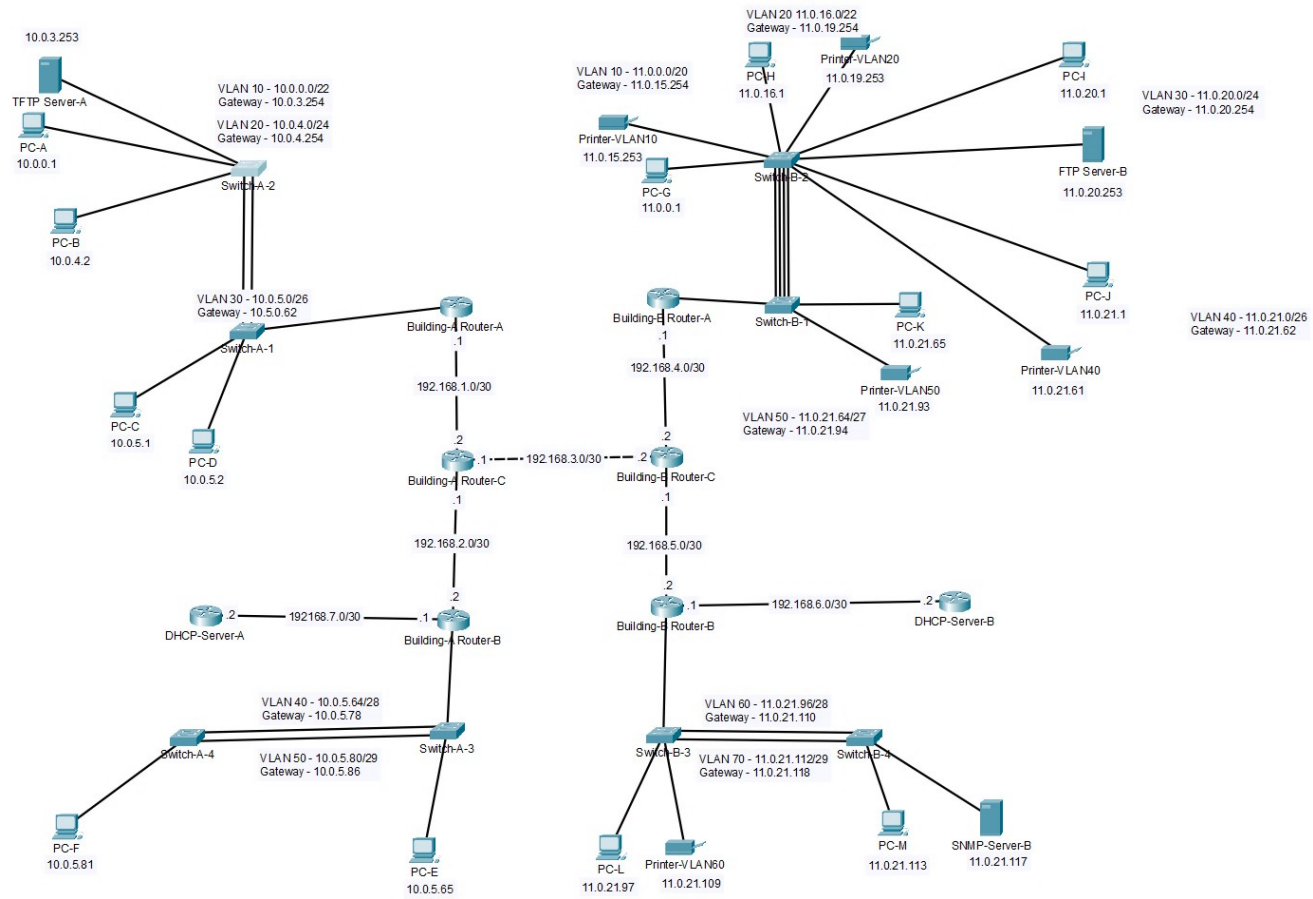 10.0.3.253
TFTP Server-A
VLAN 10 - 10.0.0.0/22
Gateway - 10.0.3.254
VLAN 20 - 10.0.4.0/24
Gateway - 10.0.4.254
PC-A
10.0.0.1
Switch-A-2
PC-B
10.0.4.2
VLAN 30 - 10.0.5.0/26
Gateway - 10.5.0.62
Switch-A-1
PC-C
10.0.5.1
PC-D
10.0.5.2
Building-A Router-A
.1
192.168.1.0/30
.2
.1
Building-A Router-C
.1
192.168.3.0/30
.2
192.168.2.0/30
.2
.1
Building-A Router-B
192168.7.0/30
.2
DHCP-Server-A
VLAN 40 - 10.0.5.64/28
Gateway - 10.0.5.78
VLAN 50 - 10.0.5.80/29
Gateway - 10.0.5.86
Switch-A-4
Switch-A-3
PC-F
10.0.5.81
PC-E
10.0.5.65
VLAN 20 11.0.16.0/22
Gateway - 11.0.19.254
Printer-VLAN20
11.0.19.253
PC-H
11.0.16.1
VLAN 10 - 11.0.0.0/20
Gateway - 11.0.15.254
Printer-VLAN10
11.0.15.253
PC-G
11.0.0.1
Switch-B-2
PC-I
11.0.20.1
VLAN 30 - 11.0.20.0/24
Gateway - 11.0.20.254
FTP Server-B
11.0.20.253
PC-J
11.0.21.1
VLAN 40 - 11.0.21.0/26
Gateway - 11.0.21.62
Printer-VLAN40
11.0.21.61
Building-B Router-A
.1
Switch-B-1
PC-K
11.0.21.65
Printer-VLAN50
11.0.21.93
VLAN 50 - 11.0.21.64/27
Gateway - 11.0.21.94
192.168.4.0/30
.2
Building-B Router-C
.1
192.168.5.0/30
.2
.1
Building-B Router-B
192.168.6.0/30
.2
DHCP-Server-B
VLAN 60 - 11.0.21.96/28
Gateway - 11.0.21.110
VLAN 70 - 11.0.21.112/29
Gateway - 11.0.21.118
Switch-B-3
Switch-B-4
PC-L
11.0.21.97
Printer-VLAN60
11.0.21.109
PC-M
11.0.21.113
SNMP-Server-B
11.0.21.117